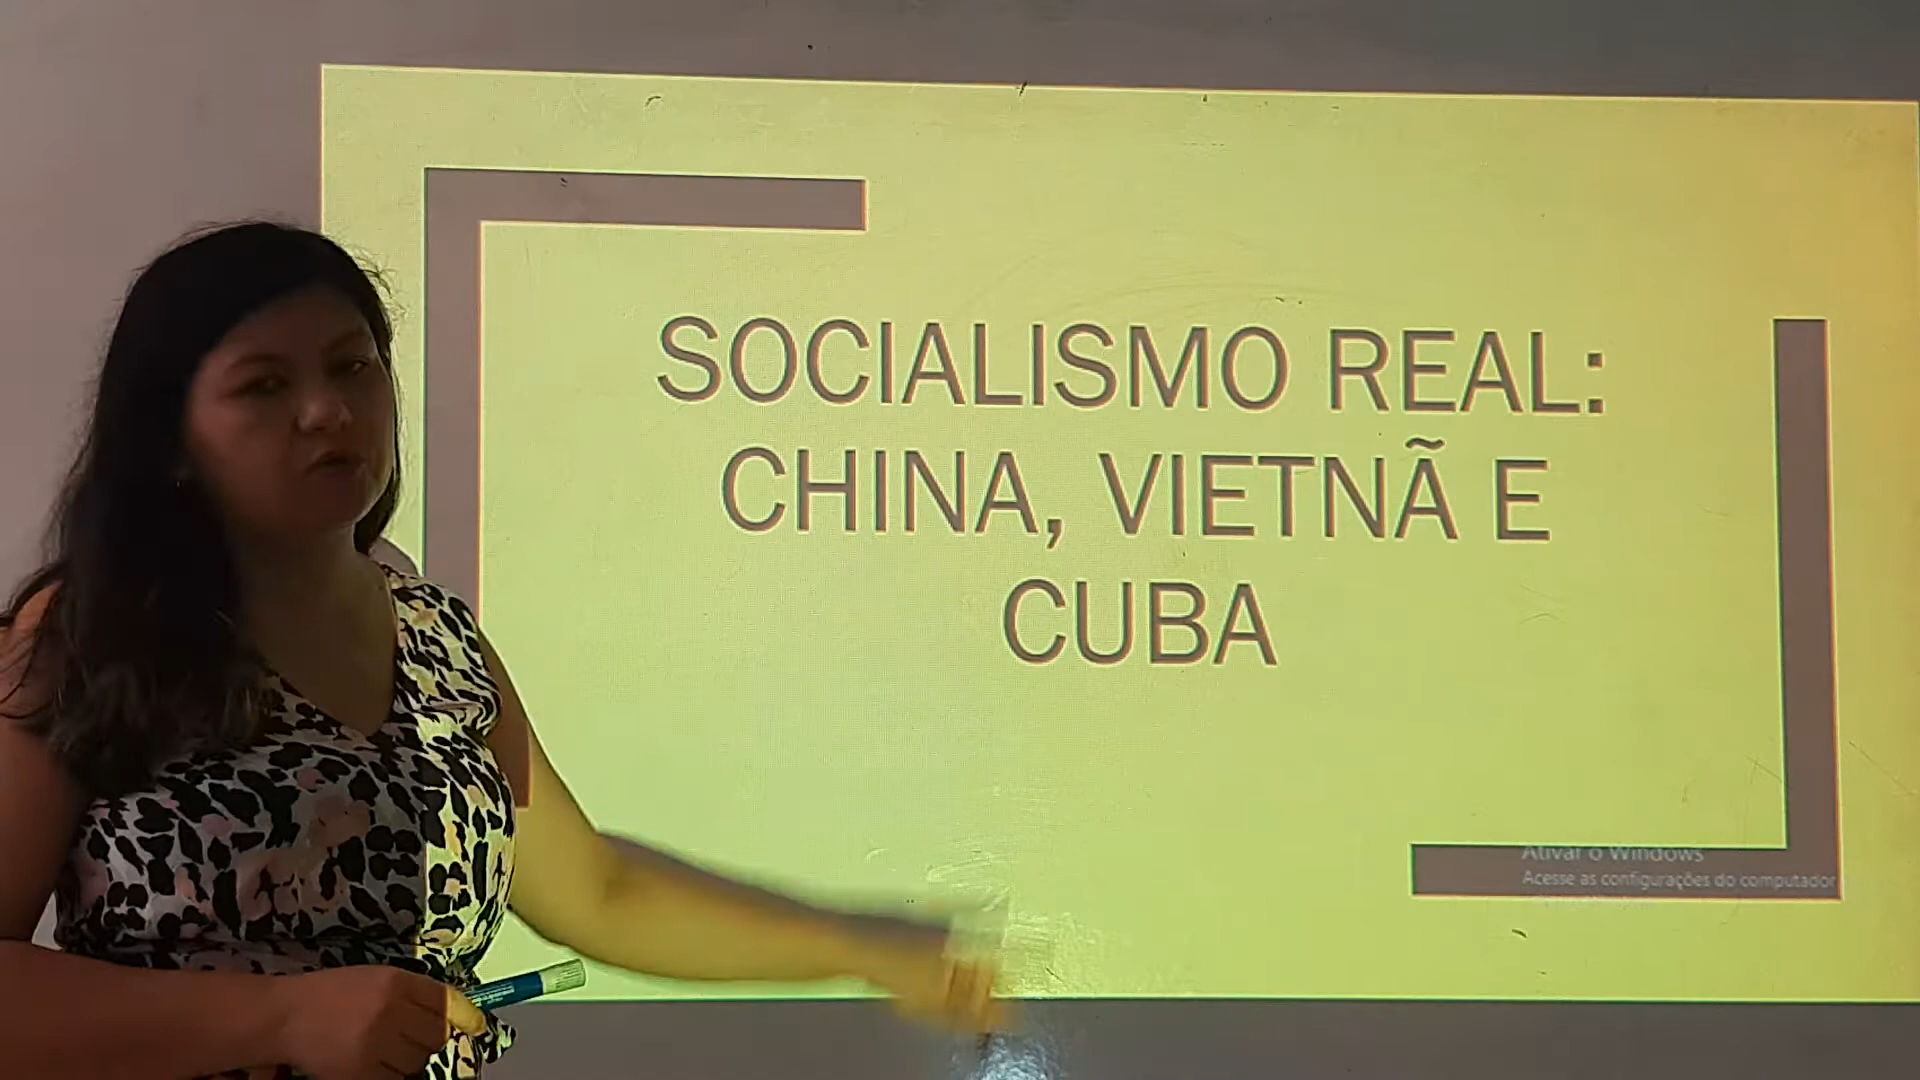 SOCIALISMO REAL:
CHINA, VIETNÃ E
CUBA
Ativar o Windows
Acesse as configurações do computador